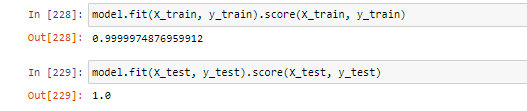 In [228]: model.fit(X_train, y_train).score(X_train, y_train)
Out[228]: 0.9999974876959912
In [229]: model.fit(X_test, y_test).score(X_test, y_test)
Out[229]: 1.0